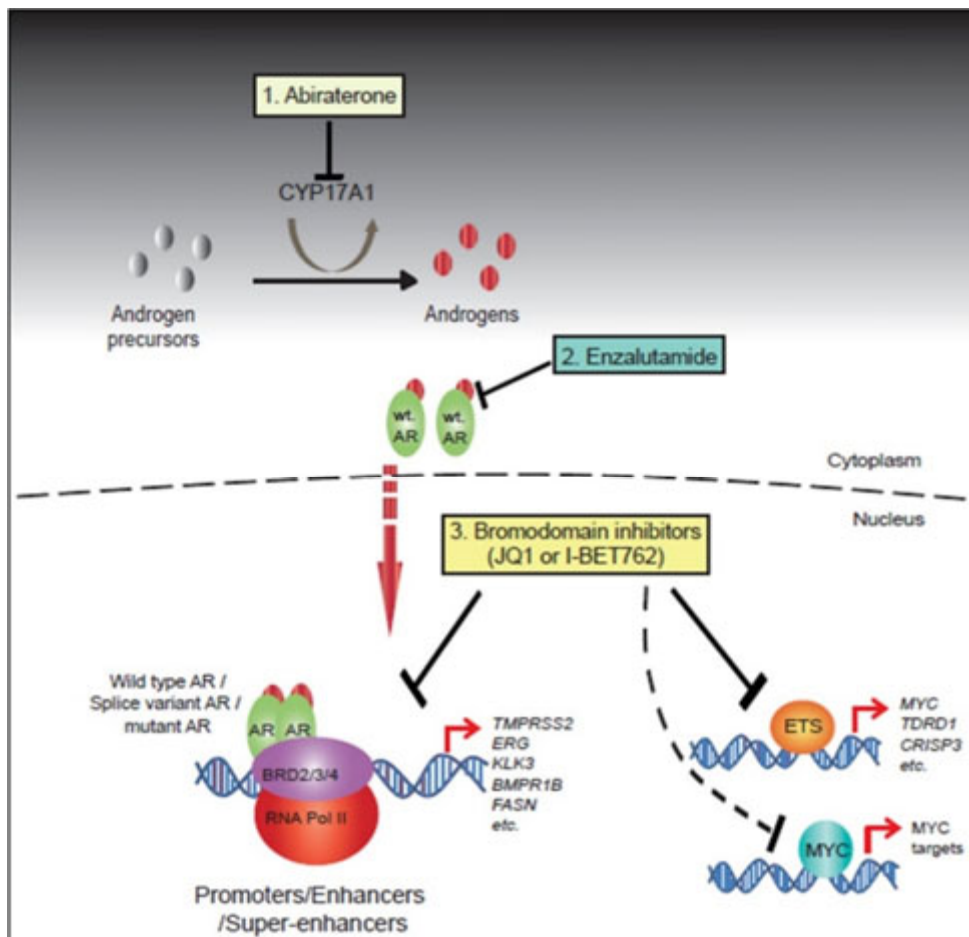 1. Abiraterone
CYP17A1
Androgen
precursors
Androgens
2. Enzalutamide
wt.
AR
wt.
AR
Cytoplasm
Nucleus
3. Bromodomain inhibitors
(JQ1 or I-BET762)
Wild type AR /
Splice variant AR /
mutant AR
AR AR
BRD2/3/4
RNA Pol II
TMPRSS2
ERG
KLK3
BMPR1B
FASN
etc.
Promoters/Enhancers
/Super-enhancers
ETS
MYC
TDRD1
CRISP3
etc.
MYC
MYC
targets